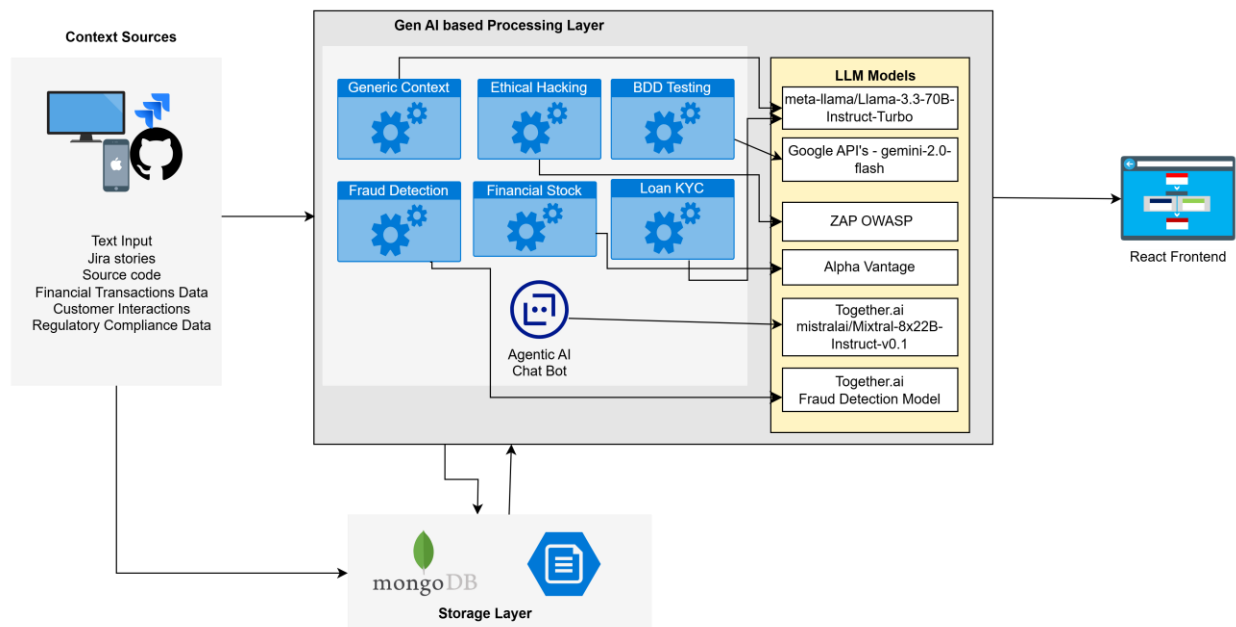 Context Sources
Text Input
Jira stories
Source code
Financial Transactions Data
Customer Interactions
Regulatory Compliance Data
Gen AI based Processing Layer
Generic Context
Ethical Hacking
BDD Testing
Fraud Detection
Financial Stock
Loan KYC
Agentic AI
Chat Bot
LLM Models
meta-llama/Llama-3.3-70B-
Instruct-Turbo
Google API's - gemini-2.0-
flash
ZAP OWASP
Alpha Vantage
Together.ai
mistralai/Mixtral-8x22B-
Instruct-v0.1
Together.ai
Fraud Detection Model
React Frontend
mongoDB
Storage Layer